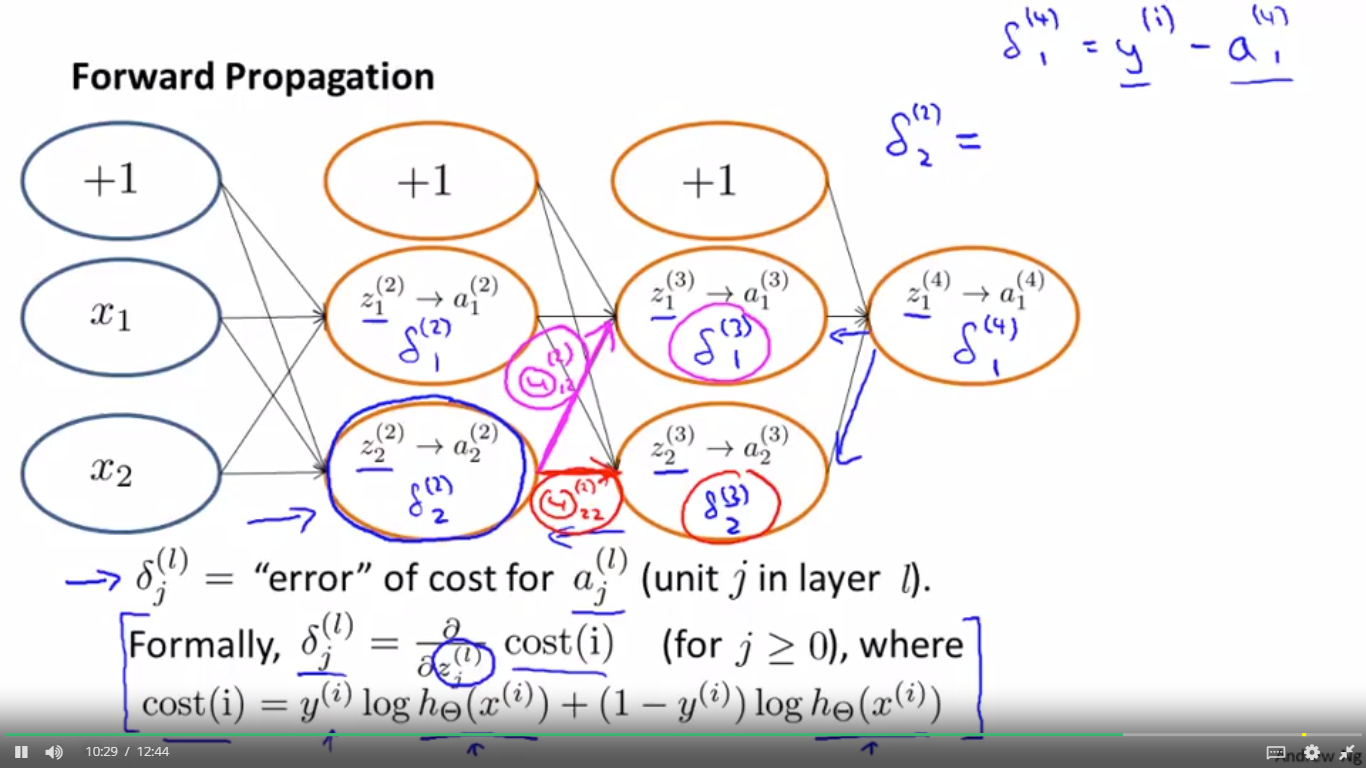 δ₁⁽⁴⁾ = y⁽ⁱ⁾ − a₁⁽⁴⁾
Forward Propagation
δ₂⁽²⁾ =
+1 +1 +1
x₁ z₁⁽²⁾ → a₁⁽²⁾ z₁⁽³⁾ → a₁⁽³⁾ z₁⁽⁴⁾ → a₁⁽⁴⁾
δ₁⁽²⁾ Θ₁₂⁽²⁾ δ₁⁽³⁾ δ₁⁽⁴⁾
x₂ z₂⁽²⁾ → a₂⁽²⁾ z₂⁽³⁾ → a₂⁽³⁾
δ₂⁽²⁾ Θ₂₂⁽²⁾ δ₂⁽³⁾
→ δⱼ⁽ˡ⁾ = “error” of cost for aⱼ⁽ˡ⁾ (unit j in layer l).
Formally, δⱼ⁽ˡ⁾ = ∂/∂zⱼ⁽ˡ⁾ cost(i) (for j ≥ 0), where
cost(i) = y⁽ⁱ⁾ log h_Θ(x⁽ⁱ⁾) + (1 − y⁽ⁱ⁾) log h_Θ(x⁽ⁱ⁾)
10:29 / 12:44
Andrew Ng